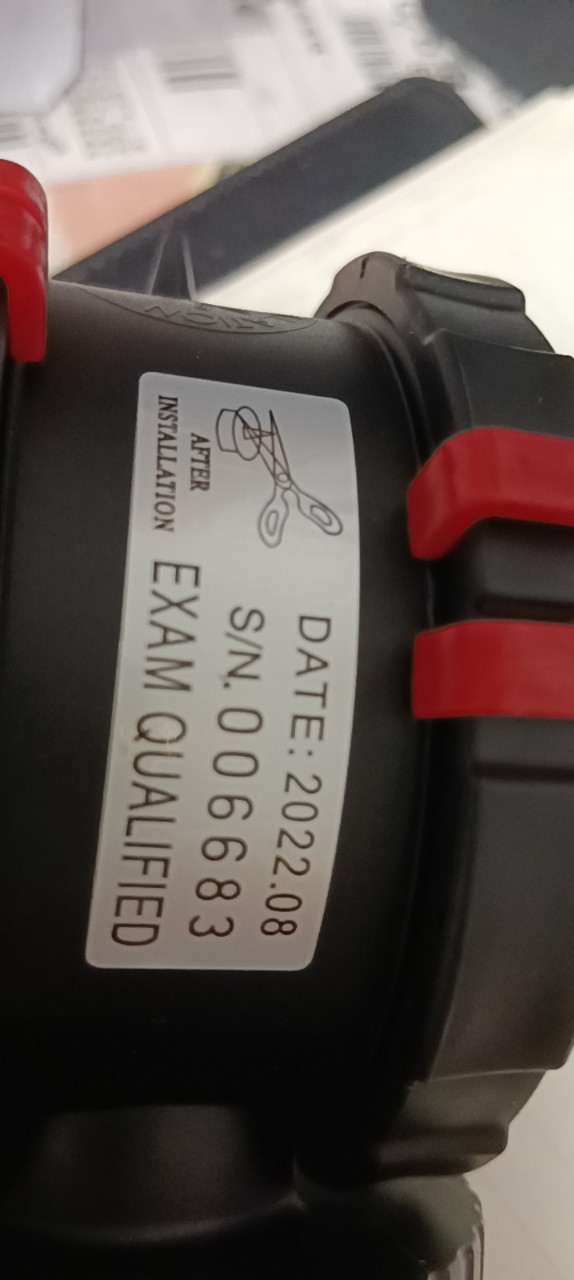 DATE: 2022.08
S/N. 006683
EXAM QUALIFIED
AFTER
INSTALLATION